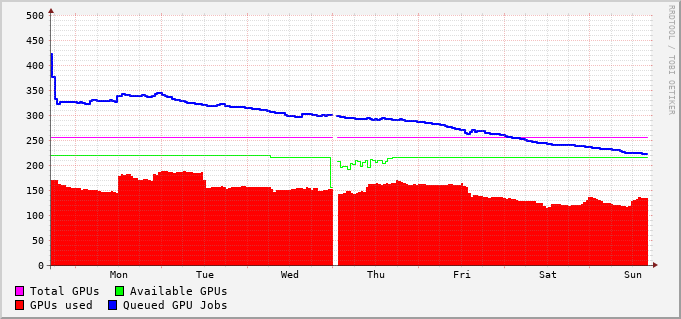 500
450
400
350
300
250
200
150
100
50
0
Mon Tue Wed Thu Fri Sat Sun
Total GPUs Available GPUs
GPUs used Queued GPU Jobs
RRDTOOL / TOBI OETIKER